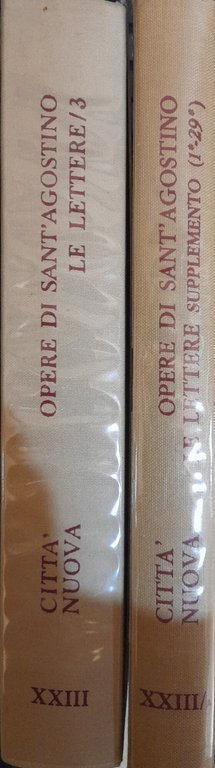 OPERE DI SANT'AGOSTINO
LE LETTERE/3
CITTA'
NUOVA
XXIII
OPERE DI SANT'AGOSTINO
LE LETTERE SUPPLEMENTO (1*-29*)
CITTA'
NUOVA
XXIII/